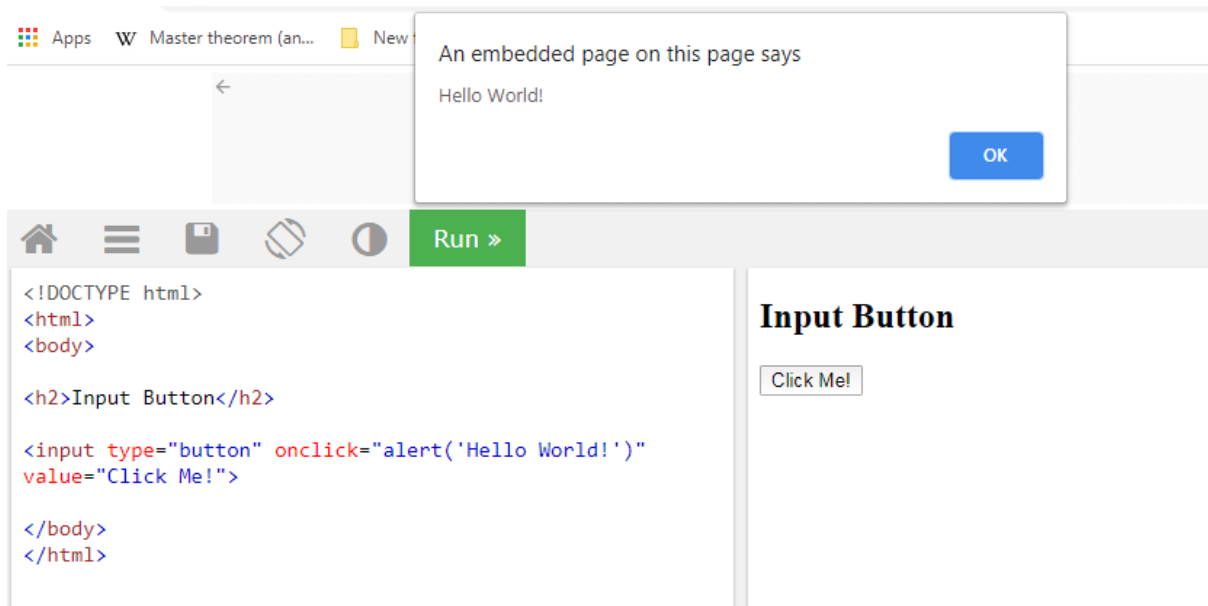 Apps W Master theorem (an... New
An embedded page on this page says
Hello World!
OK
Run »
<!DOCTYPE html>
<html>
<body>
<h2>Input Button</h2>
<input type="button" onclick="alert('Hello World!')"
value="Click Me!">
</body>
</html>
Input Button
Click Me!